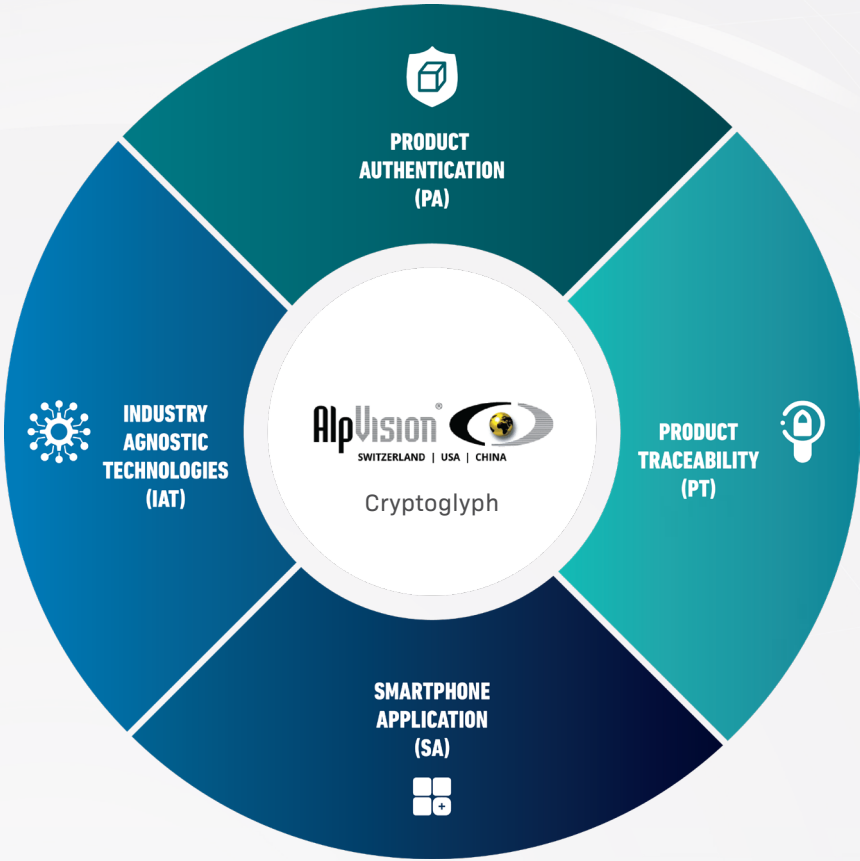 PRODUCT
AUTHENTICATION
(PA)
INDUSTRY
AGNOSTIC
TECHNOLOGIES
(IAT)
AlpVision®
SWITZERLAND | USA | CHINA
Cryptoglyph
PRODUCT
TRACEABILITY
(PT)
SMARTPHONE
APPLICATION
(SA)